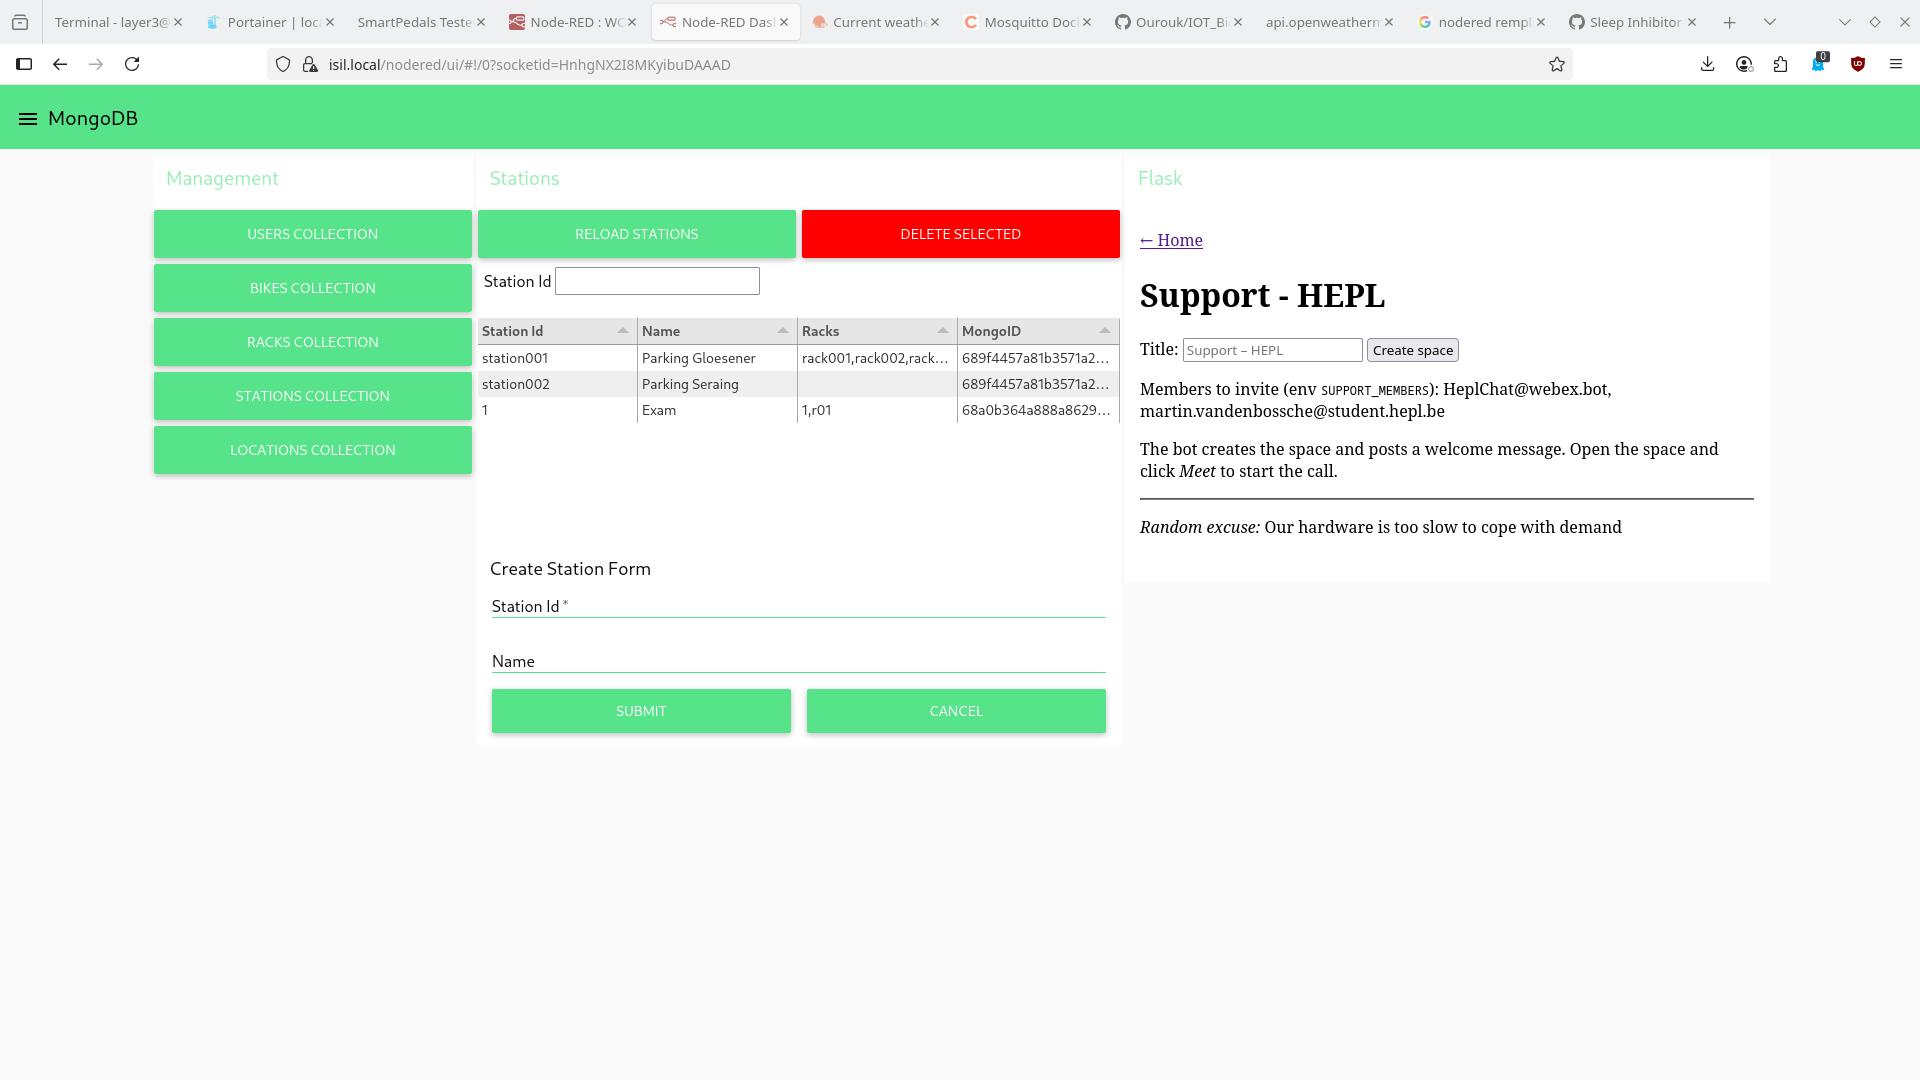 Terminal - layer3@
Portainer | loc
SmartPedals Teste
Node-RED : WO
Node-RED Das
Current weathe
Mosquitto Doc
Ourouk/IOT_Bi
api.openweatherm
nodered rempl
Sleep Inhibitor
isil.local/nodered/ui/#!/0?socketid=HnhgNX2I8MKyibuDAAAD
0
MongoDB
Management
USERS COLLECTION
BIKES COLLECTION
RACKS COLLECTION
STATIONS COLLECTION
LOCATIONS COLLECTION
Stations
RELOAD STATIONS DELETE SELECTED
Station Id
Station Id Name Racks MongoID
station001 Parking Gloesener rack001,rack002,rack... 689f4457a81b3571a2...
station002 Parking Seraing 689f4457a81b3571a2...
1 Exam 1,r01 68a0b364a888a8629...
Create Station Form
Station Id *
Name
SUBMIT CANCEL
Flask
← Home
Support - HEPL
Title: Support – HEPL Create space
Members to invite (env SUPPORT_MEMBERS): HeplChat@webex.bot,
martin.vandenbossche@student.hepl.be
The bot creates the space and posts a welcome message. Open the space and
click Meet to start the call.
Random excuse: Our hardware is too slow to cope with demand